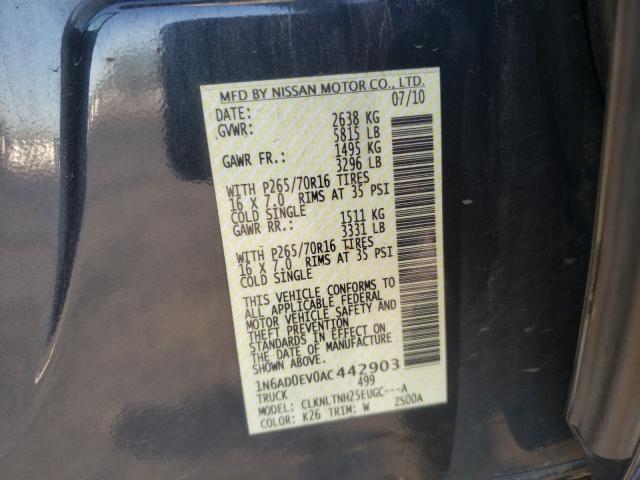 MFD BY NISSAN MOTOR CO., LTD.
DATE: 07/10
GVWR: 2638 KG
5815 LB
GAWR FR.: 1495 KG
3296 LB
WITH P265/70R16 TIRES
16 X 7.0 RIMS AT 35 PSI
COLD SINGLE
GAWR RR.: 1511 KG
3331 LB
WITH P265/70R16 TIRES
16 X 7.0 RIMS AT 35 PSI
COLD SINGLE
THIS VEHICLE CONFORMS TO
ALL APPLICABLE FEDERAL
MOTOR VEHICLE SAFETY AND
THEFT PREVENTION
STANDARDS IN EFFECT ON
DATE OF MANUFACTURE
SHOWN ABOVE.
1N6AD0EV0AC442903
TRUCK 499
MODEL: CLKNLTNH25EUGC---A
COLOR: K26 TRIM: W ZS00A